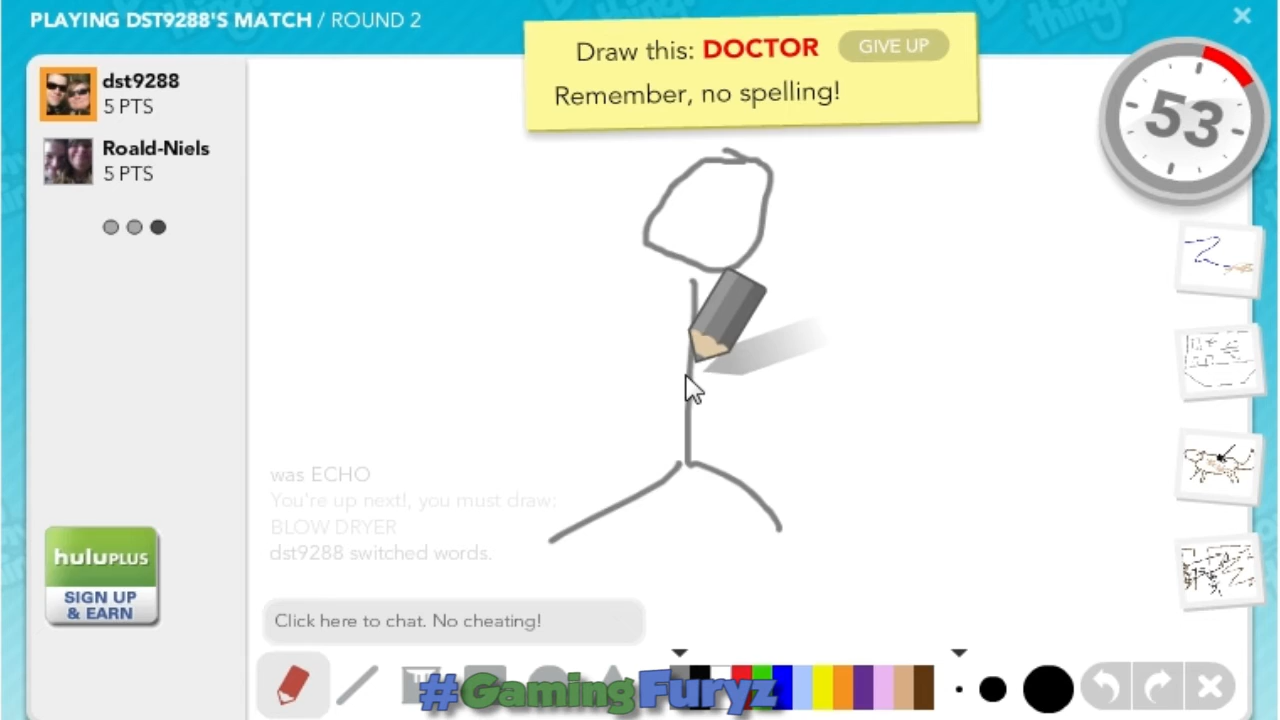 PLAYING DST9288'S MATCH / ROUND 2
Draw this: DOCTOR
GIVE UP
Remember, no spelling!
53
dst9288
5 PTS
Roald-Niels
5 PTS
was ECHO
You're up next!, you must draw:
BLOW DRYER
dst9288 switched words.
huluPLUS
SIGN UP
& EARN
Click here to chat. No cheating!
#GamingFuryz